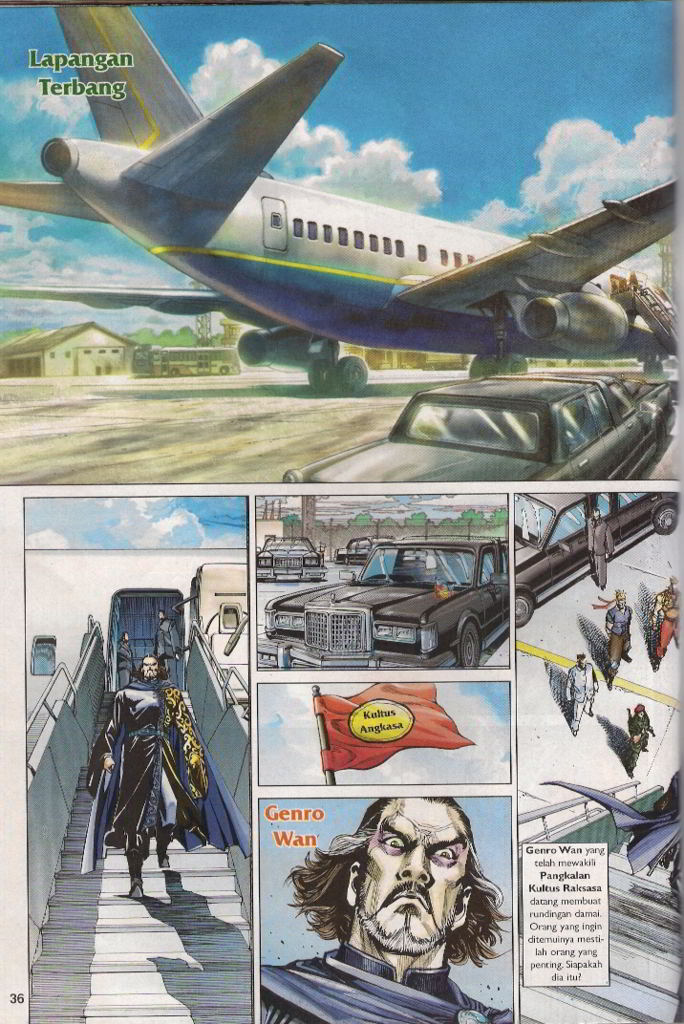 Lapangan
Terbang
Kultus
Angkasa
Genro
Wan
Genro Wan yang
telah mewakili
Pangkalan
Kultus Raksasa
datang membuat
rundingan damai.
Orang yang ingin
ditemuinya mesti-
lah orang yang
penting. Siapakah
dia itu?
36